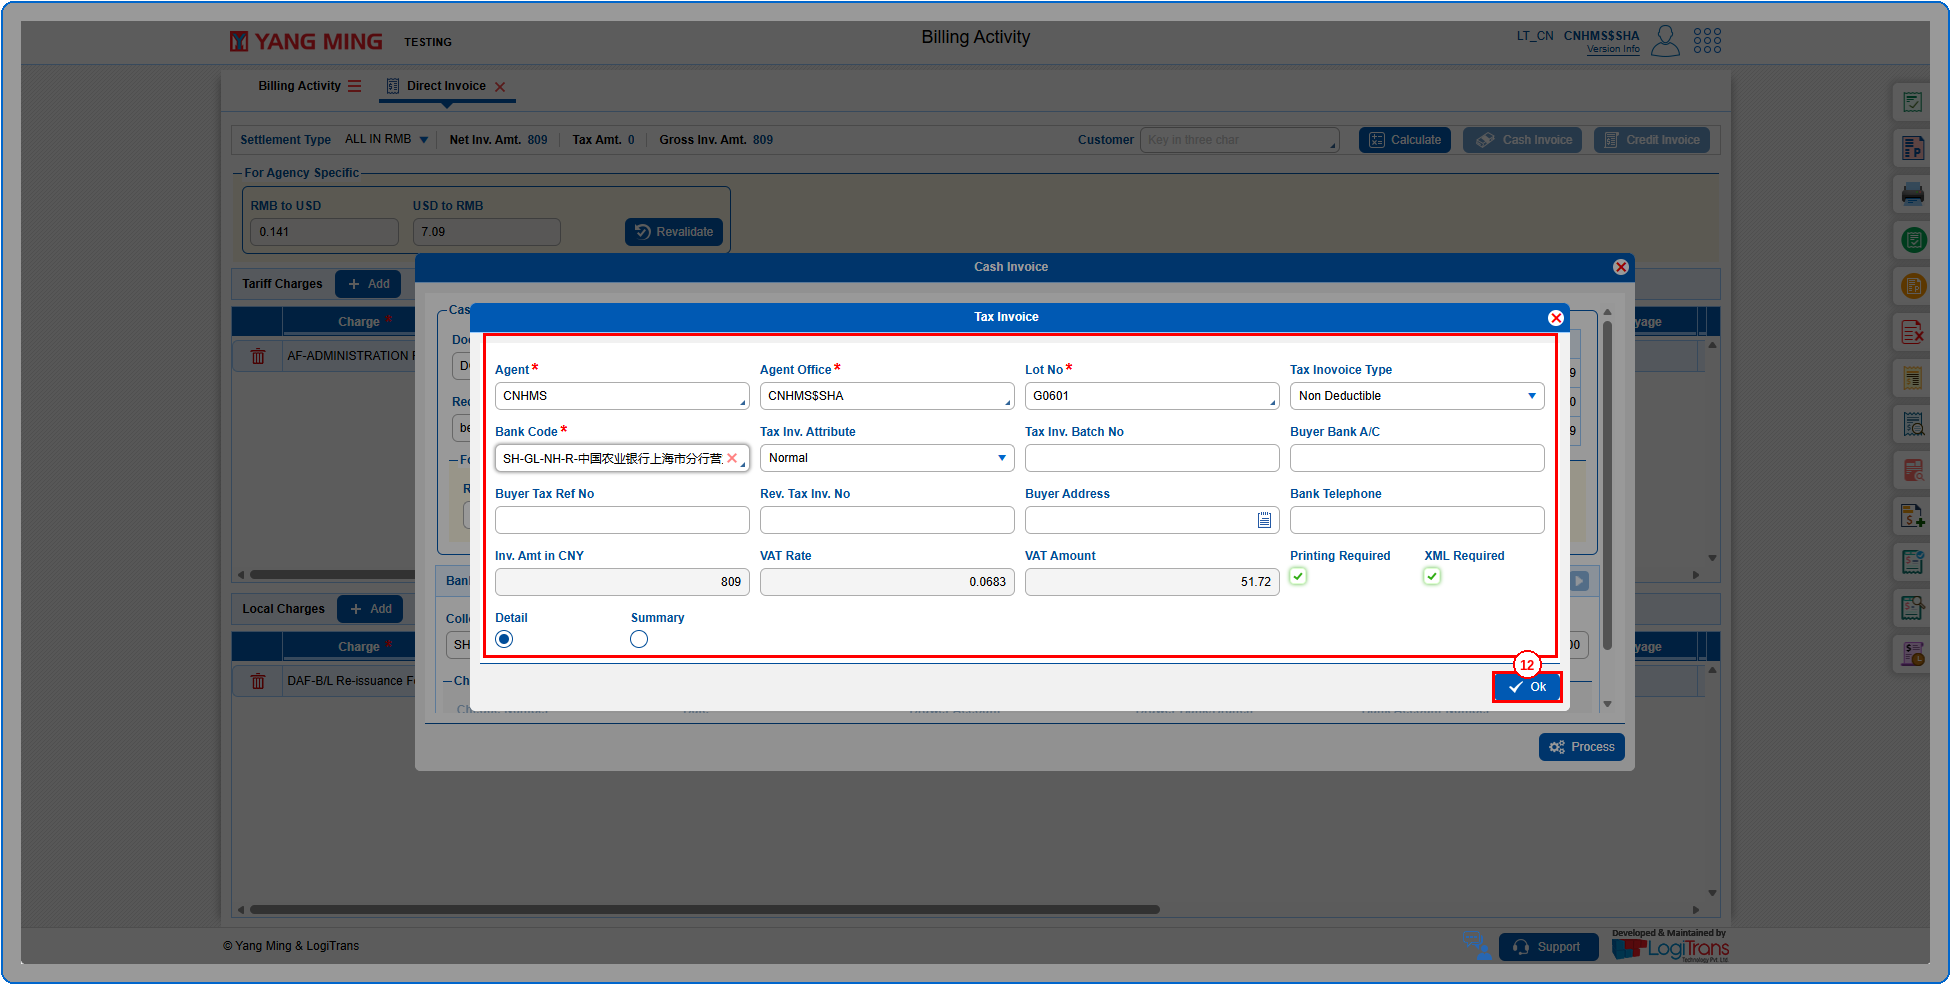 YANG MING TESTING
Billing Activity
LT_CN CNHMS$SHA
Version Info
Billing Activity
Direct Invoice
Settlement Type ALL IN RMB Net Inv. Amt. 809 Tax Amt. 0 Gross Inv. Amt. 809
Customer Key in three char Calculate Cash Invoice Credit Invoice
For Agency Specific
RMB to USD USD to RMB
0.141 7.09 Revalidate
Tariff Charges + Add
Charge *
AF-ADMINISTRATION
Cash Invoice
Tax Invoice
Agent * Agent Office * Lot No * Tax Inovoice Type
CNHMS CNHMS$SHA G0601 Non Deductible
Bank Code * Tax Inv. Attribute Tax Inv. Batch No Buyer Bank A/C
SH-GL-NH-R-中国农业银行上海市分行营 Normal
Buyer Tax Ref No Rev. Tax Inv. No Buyer Address Bank Telephone
Inv. Amt in CNY VAT Rate VAT Amount Printing Required XML Required
809 0.0683 51.72
Detail Summary
12
Ok
Process
Local Charges + Add
Charge *
DAF-B/L Re-issuance F
© Yang Ming & LogiTrans
Support
Developed & Maintained by
LogiTrans
Technology Pvt. Ltd.